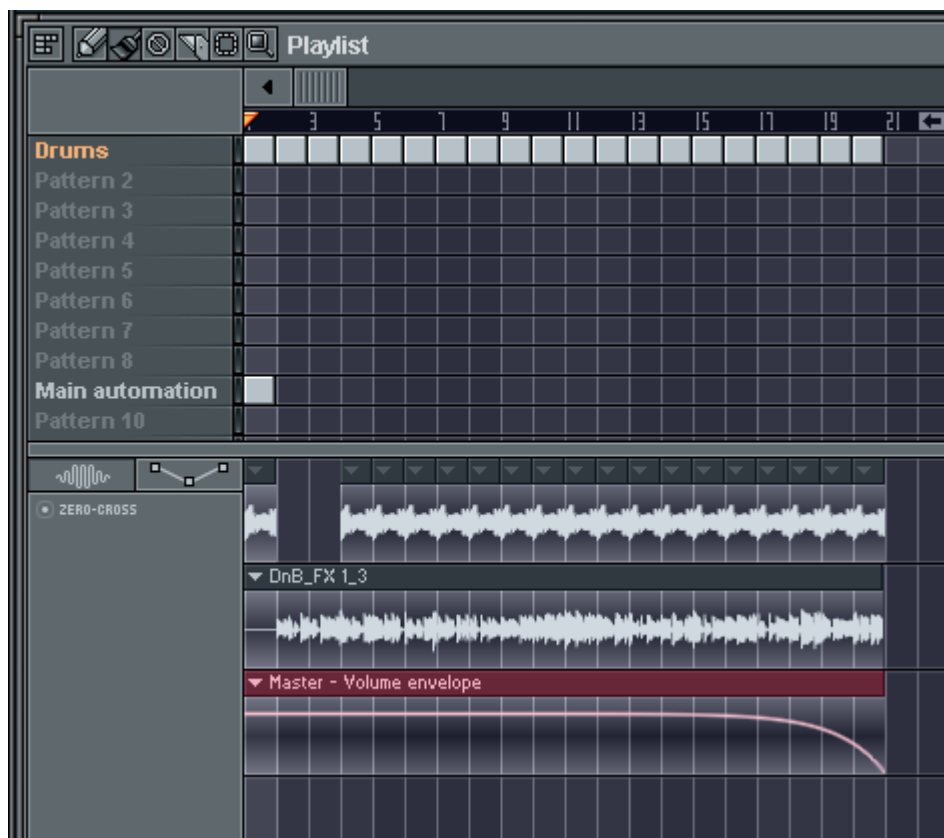 Playlist
3 5 7 9 11 13 15 17 19 21
Drums
Pattern 2
Pattern 3
Pattern 4
Pattern 5
Pattern 6
Pattern 7
Pattern 8
Main automation
Pattern 10
ZERO-CROSS
DnB_FX 1_3
Master - Volume envelope